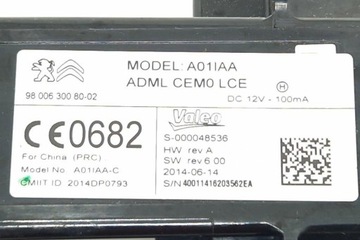 MODEL: A01IAA
ADML CEM0 LCE
H
98 006 300 80-02
DC 12V - 100mA
CE0682
Valeo
S-000048536
For China (PRC)
HW rev A
Model No. A01IAA-C
SW rev 6.00
CMIIT ID 2014DP0793
2014-06-14
S/N 40011416203562EA